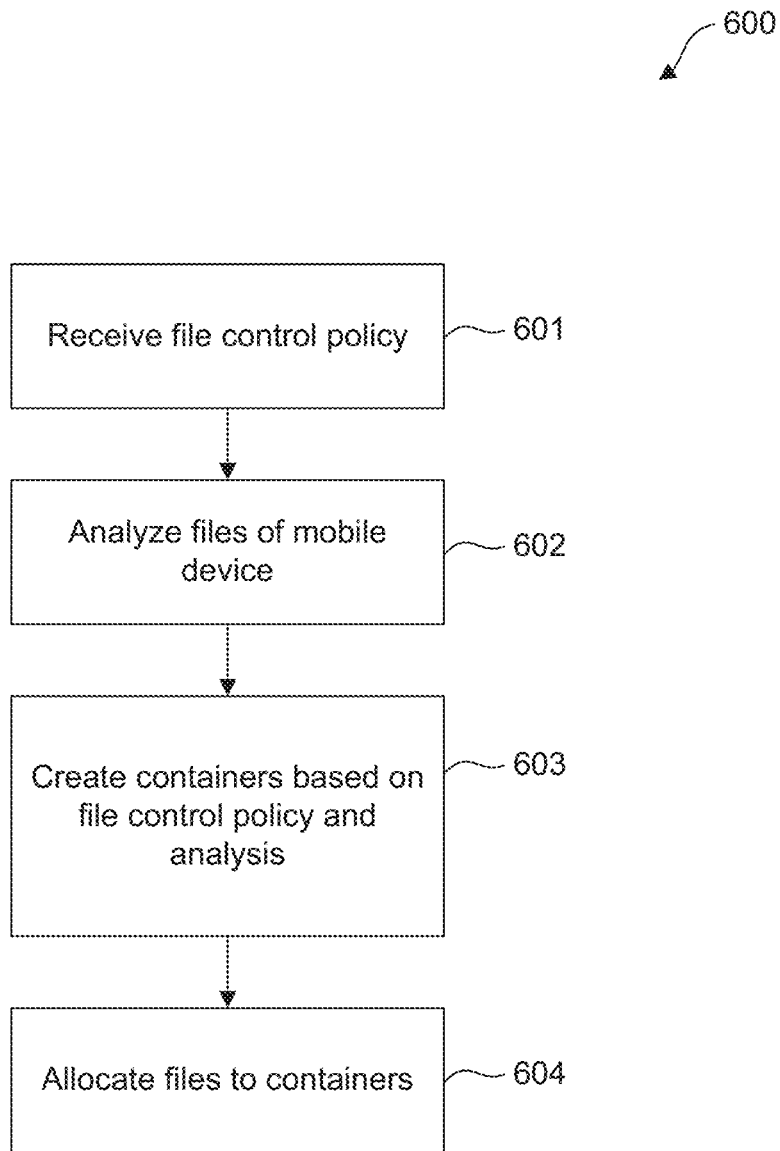 600
Receive file control policy
601
Analyze files of mobile
device
602
Create containers based on
file control policy and
analysis
603
Allocate files to containers
604